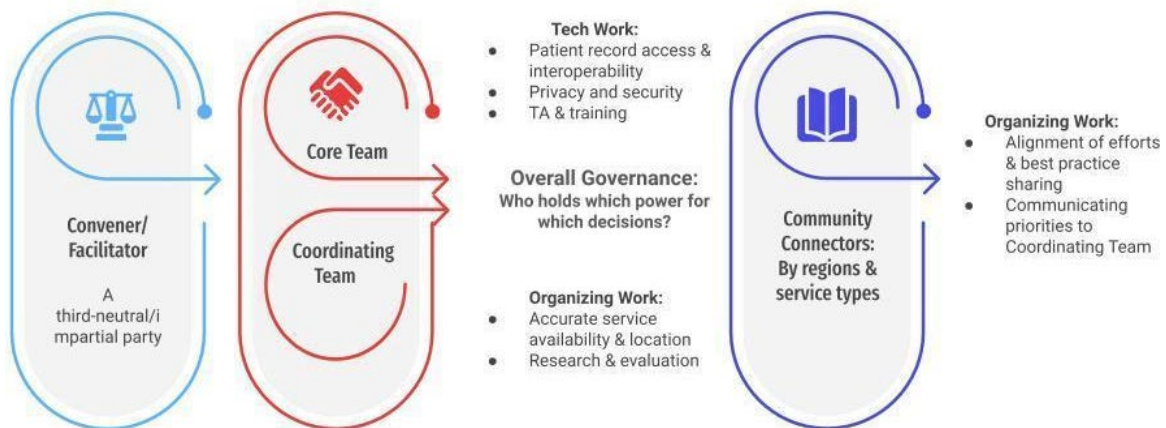 Convener/
Facilitator
A
third-neutral/i
mpartial party
Core Team
Coordinating
Team
Tech Work:
● Patient record access &
interoperability
● Privacy and security
● TA & training
Overall Governance:
Who holds which power for
which decisions?
Organizing Work:
● Accurate service
availability & location
● Research & evaluation
Community
Connectors:
By regions &
service types
Organizing Work:
● Alignment of efforts
& best practice
sharing
● Communicating
priorities to
Coordinating Team